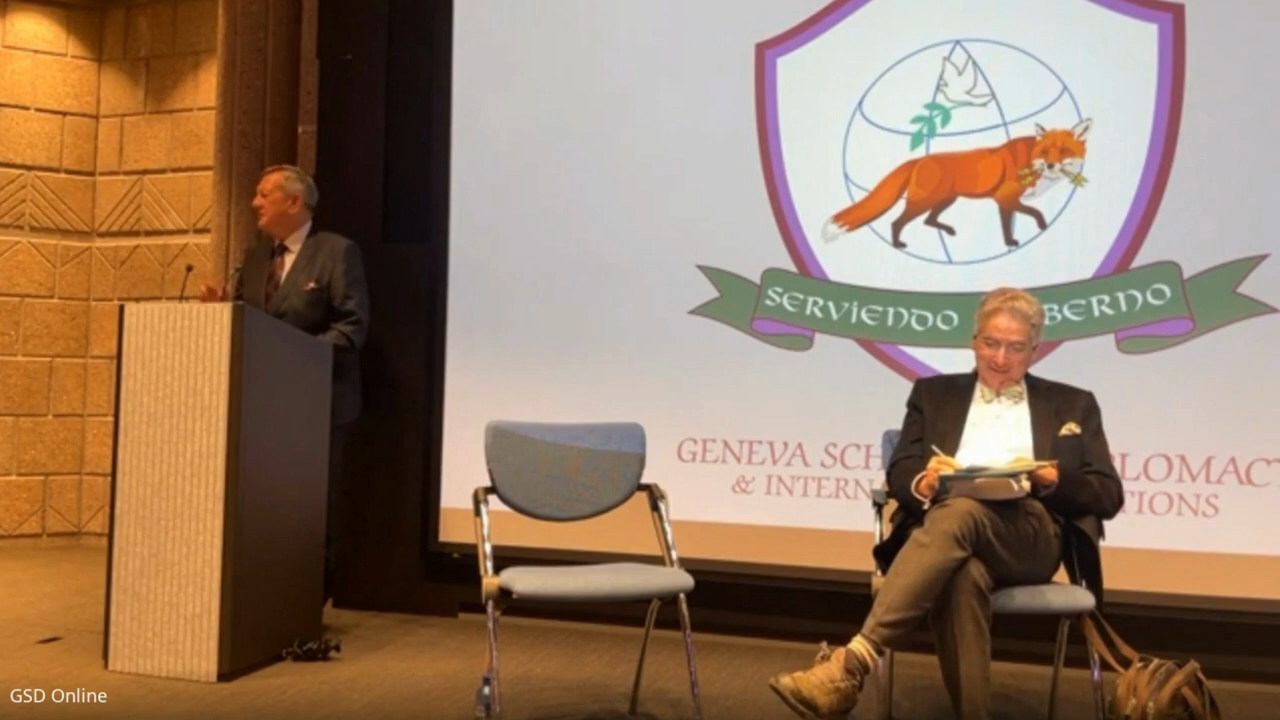 SERVIENDO BERNO
GENEVA SCH LOMAC
& INTERN TIONS
GSD Online